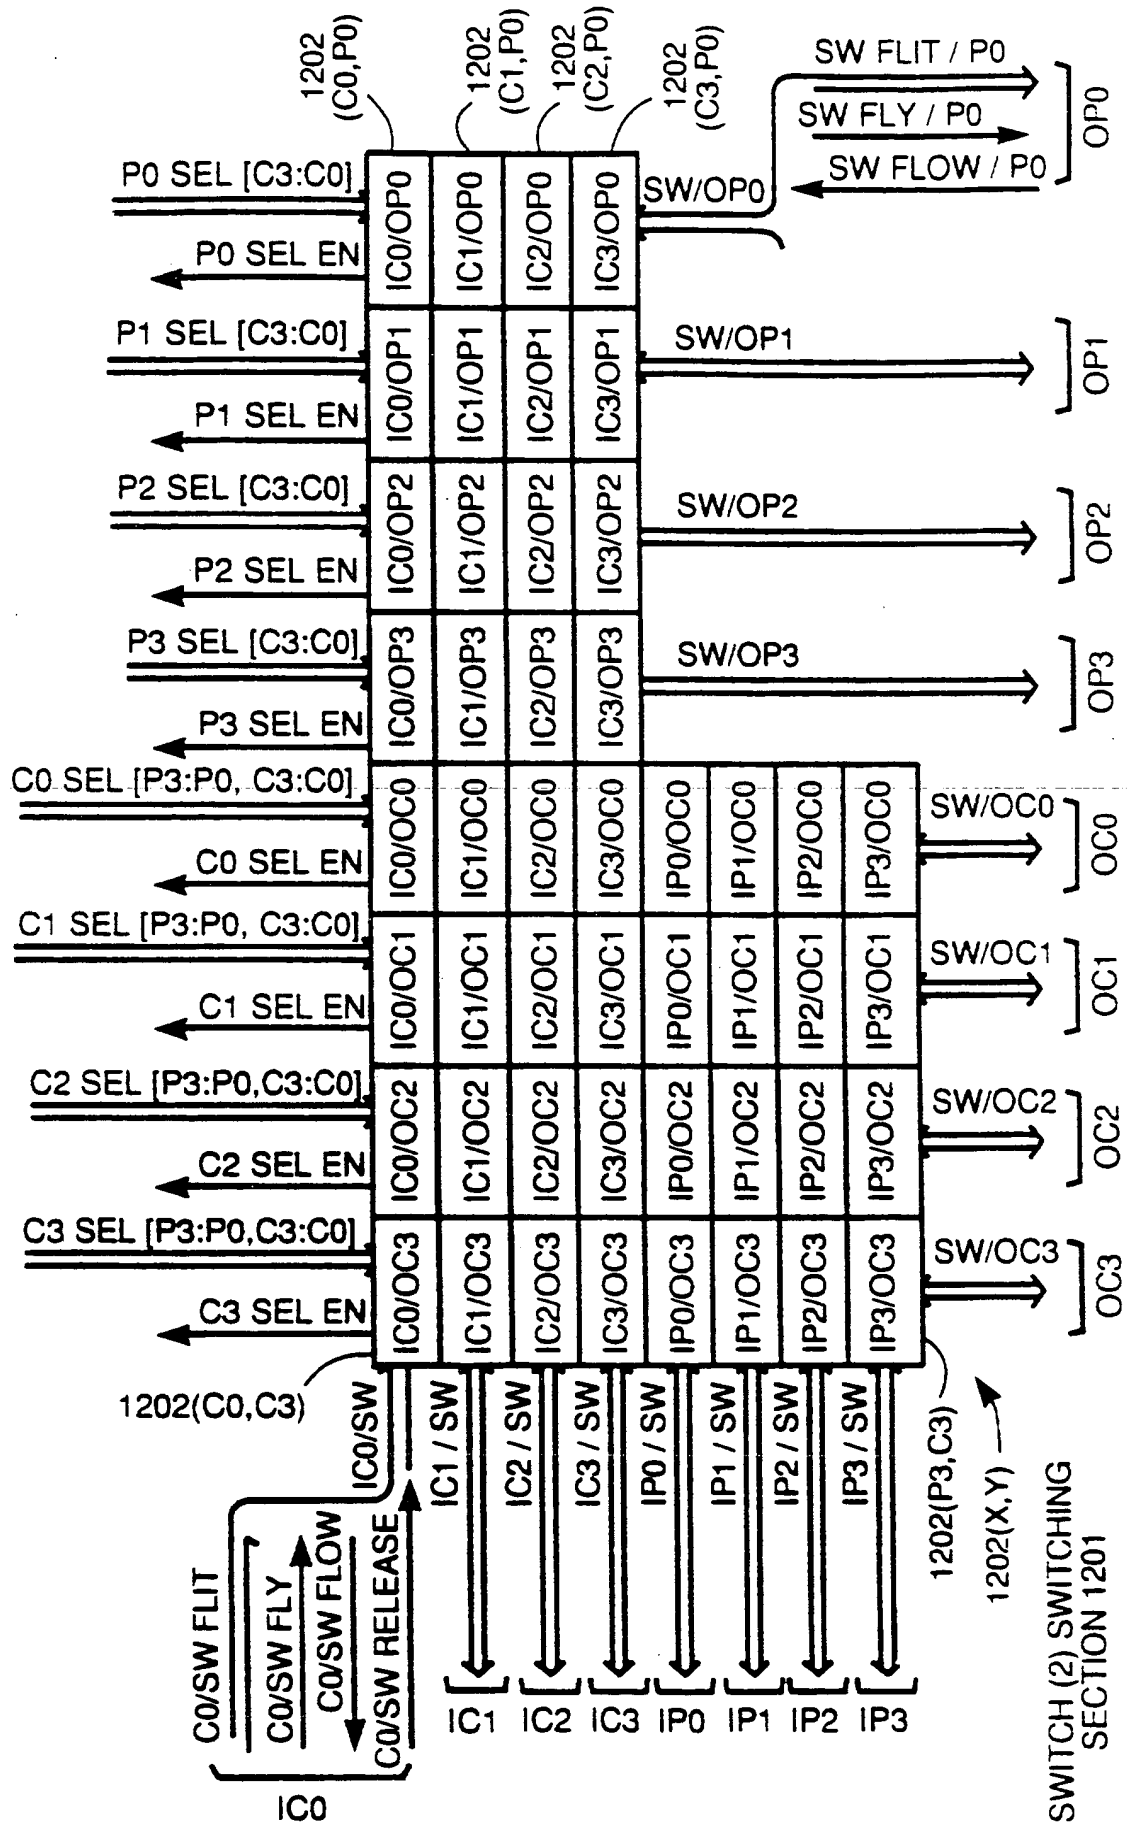 1202
(C0,P0)
1202
(C1,P0)
1202
(C2,P0)
1202
(C3,P0)
SW FLIT / P0
SW FLY / P0
SW FLOW / P0
OP0
P0 SEL [C3:C0]
P0 SEL EN
IC0/OP0
IC1/OP0
IC2/OP0
IC3/OP0
SW/OP0
P1 SEL [C3:C0]
P1 SEL EN
IC0/OP1
IC1/OP1
IC2/OP1
IC3/OP1
SW/OP1
OP1
P2 SEL [C3:C0]
P2 SEL EN
IC0/OP2
IC1/OP2
IC2/OP2
IC3/OP2
SW/OP2
OP2
P3 SEL [C3:C0]
P3 SEL EN
IC0/OP3
IC1/OP3
IC2/OP3
IC3/OP3
SW/OP3
OP3
C0 SEL [P3:P0, C3:C0]
C0 SEL EN
IC0/OC0
IC1/OC0
IC2/OC0
IC3/OC0
IP0/OC0
IP1/OC0
IP2/OC0
IP3/OC0
SW/OC0
OC0
C1 SEL [P3:P0, C3:C0]
C1 SEL EN
IC0/OC1
IC1/OC1
IC2/OC1
IC3/OC1
IP0/OC1
IP1/OC1
IP2/OC1
IP3/OC1
SW/OC1
OC1
C2 SEL [P3:P0,C3:C0]
C2 SEL EN
IC0/OC2
IC1/OC2
IC2/OC2
IC3/OC2
IP0/OC2
IP1/OC2
IP2/OC2
IP3/OC2
SW/OC2
OC2
C3 SEL [P3:P0,C3:C0]
C3 SEL EN
IC0/OC3
IC1/OC3
IC2/OC3
IC3/OC3
IP0/OC3
IP1/OC3
IP2/OC3
IP3/OC3
SW/OC3
OC3
1202(C0,C3)
IC0/SW
IC1 / SW
IC2 / SW
IC3 / SW
IP0 / SW
IP1 / SW
IP2 / SW
IP3 / SW
1202(P3,C3)
1202(X,Y)
C0/SW FLIT
C0/SW FLY
C0/SW FLOW
C0/SW RELEASE
IC0
IC1
IC2
IC3
IP0
IP1
IP2
IP3
SWITCH (2) SWITCHING
SECTION 1201